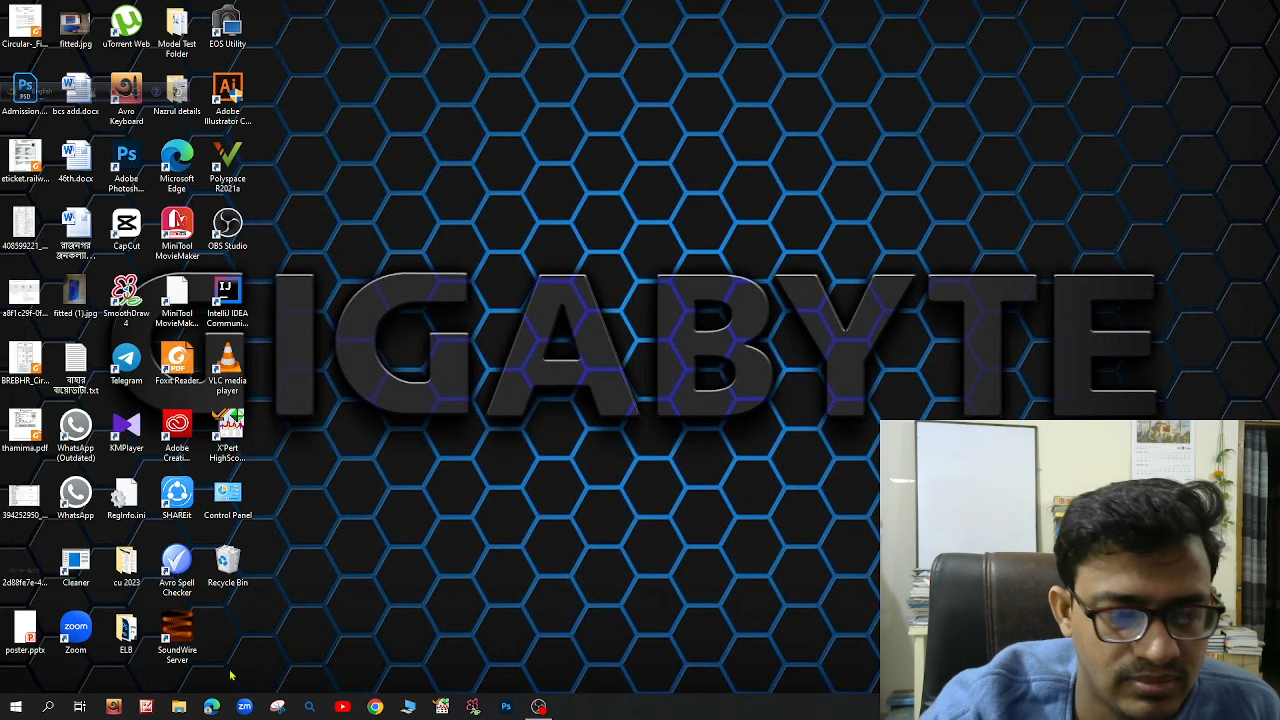 Circular-_Fi...
fitted.jpg
uTorrent Web
Model Test
Folder
EOS Utility
English
Admission....
bcs add.docx
Avro
Keyboard
Nazrul details
Adobe
Illustrator C...
eticket.railw...
46th.docx
Adobe
Photosh...
Microsoft
Edge
Polyspace
R2021a
408599221_...
রাজনগর
CapCut
MiniTool
MovieMaker
OBS Studio
a8f1c29f-0f...
fitted (1).jpg
SmoothDraw
4
MiniTool
MovieMak...
IntelliJ IDEA
Communi...
BREBHR_Cir...
Telegram
Foxit Reader
VLC media
player
thamima.pdf
WhatsApp
(Outdated)
KMPlayer
Adobe
Creati...
X'Pert
HighSco...
394252950_...
WhatsApp
RegInfo.ini
SHAREit
Control Panel
2d88fe7e-4...
Cleaner
cu 2023
Avro Spell
Checker
Recycle Bin
poster.pptx
Zoom
ELB
SoundWire
Server
GIGABYTE